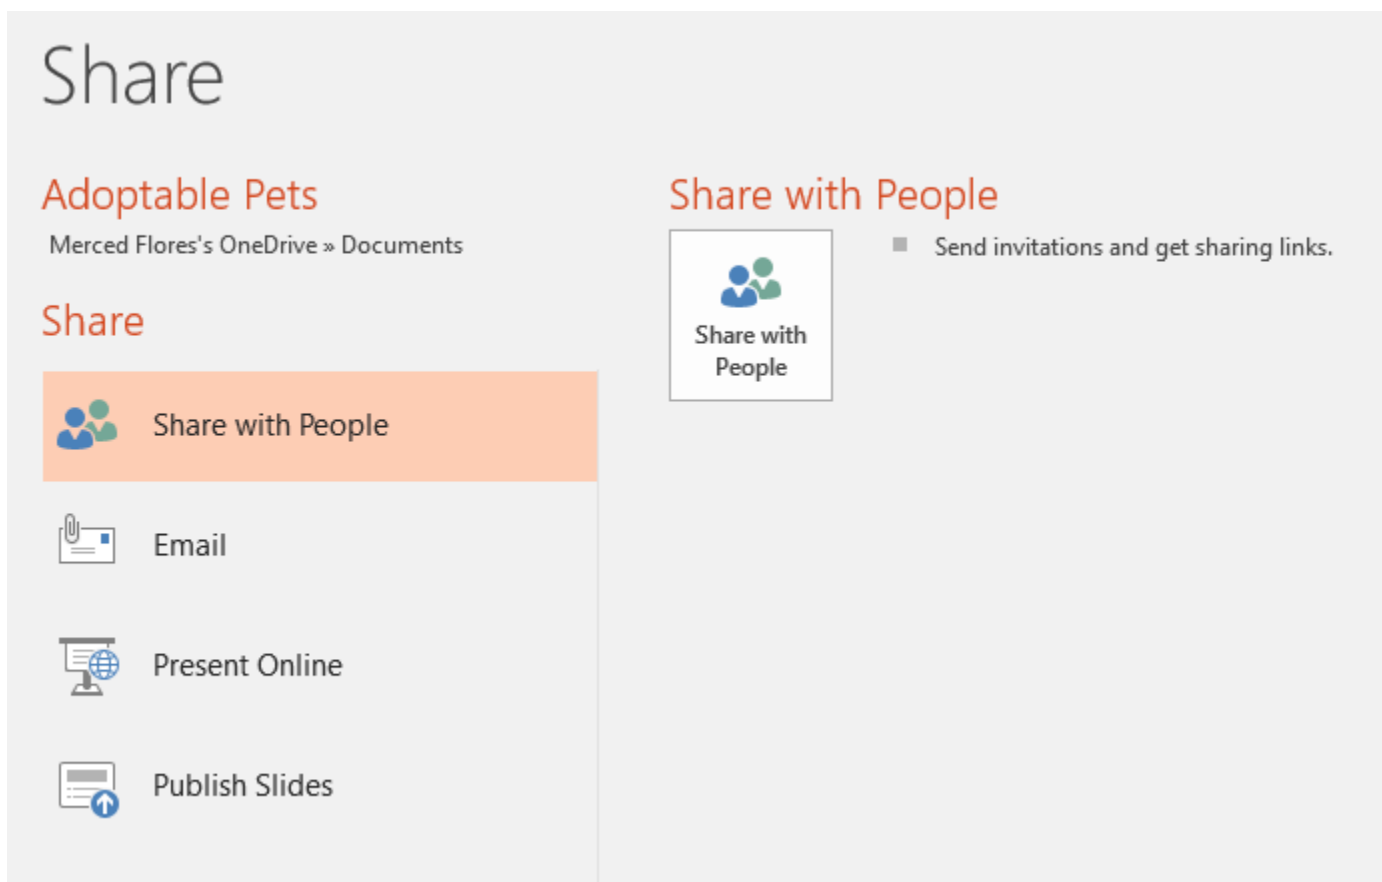 Share
Adoptable Pets
Merced Flores's OneDrive » Documents
Share
Share with People
Email
Present Online
Publish Slides
Share with People
Share with
People
Send invitations and get sharing links.